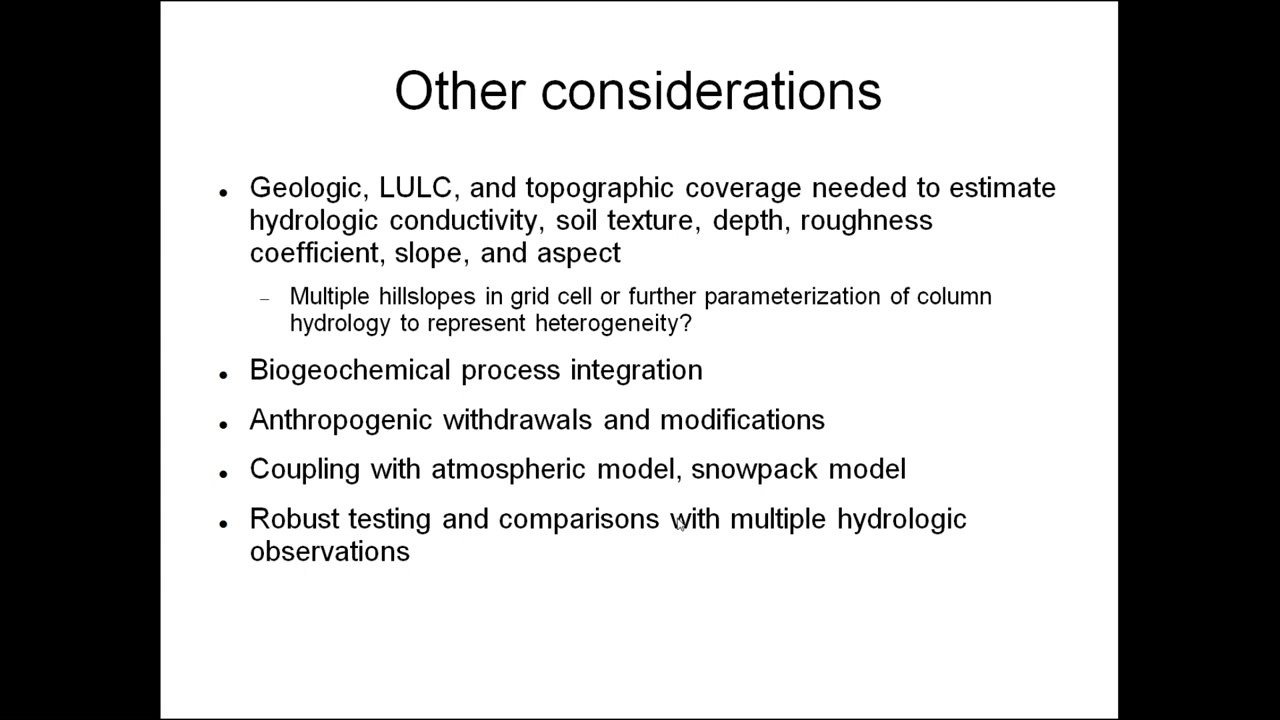 Other considerations
• Geologic, LULC, and topographic coverage needed to estimate
hydrologic conductivity, soil texture, depth, roughness
coefficient, slope, and aspect
– Multiple hillslopes in grid cell or further parameterization of column
hydrology to represent heterogeneity?
• Biogeochemical process integration
• Anthropogenic withdrawals and modifications
• Coupling with atmospheric model, snowpack model
• Robust testing and comparisons with multiple hydrologic
observations